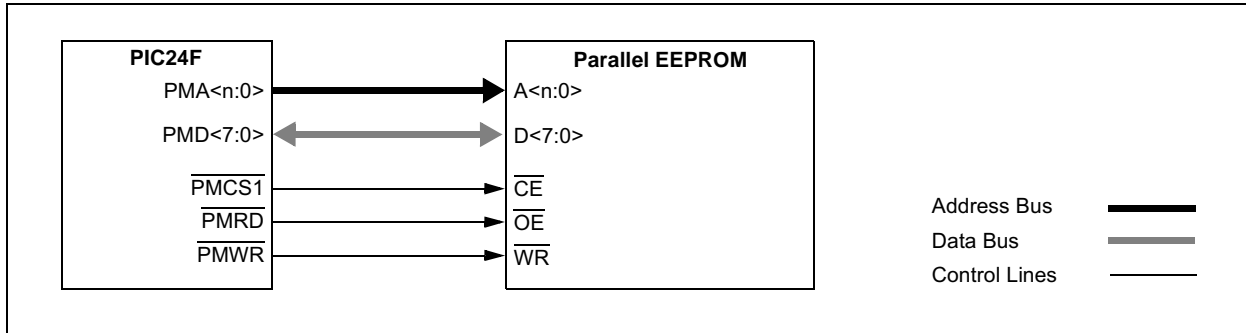 PIC24F
PMA<n:0>
PMD<7:0>
PMCS1
PMRD
PMWR
Parallel EEPROM
A<n:0>
D<7:0>
CE
OE
WR
Address Bus
Data Bus
Control Lines